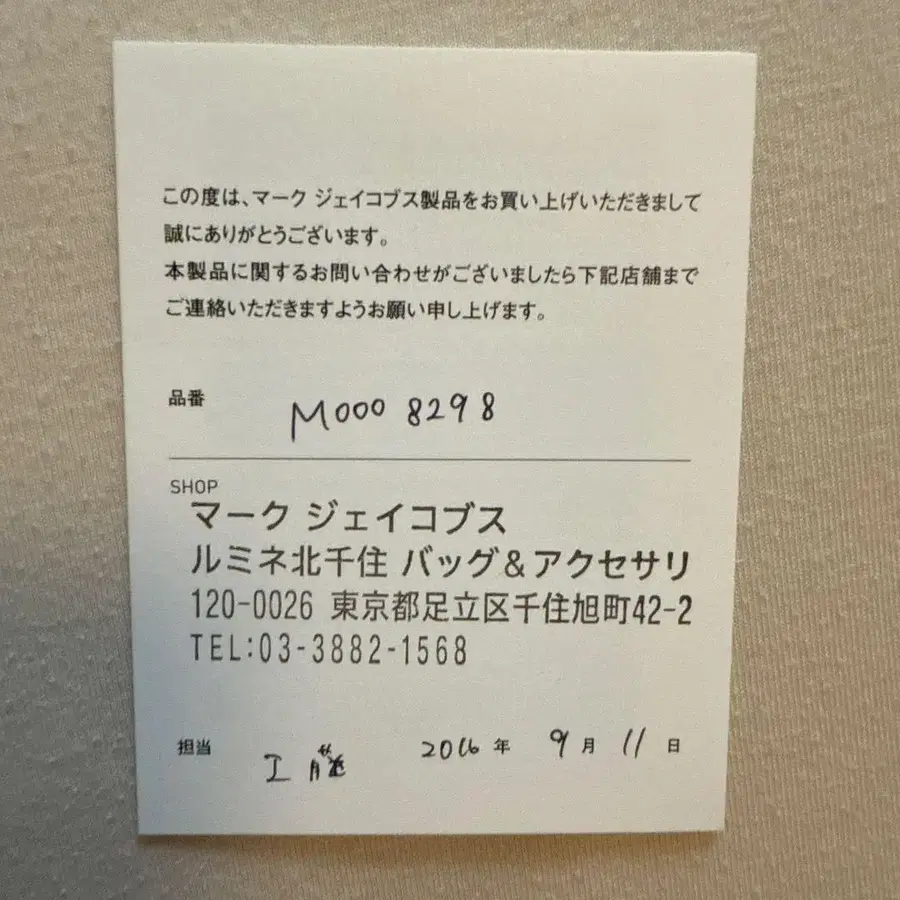 この度は、マーク ジェイコブス製品をお買い上げいただきまして
誠にありがとうございます。
本製品に関するお問い合わせがございましたら下記店舗まで
ご連絡いただきますようお願い申し上げます。
品番 M0008298
SHOP
マーク ジェイコブス
ルミネ北千住 バッグ&アクセサリ
120-0026 東京都足立区千住旭町42-2
TEL:03-3882-1568
担当 工藤 2016年 9月 11日